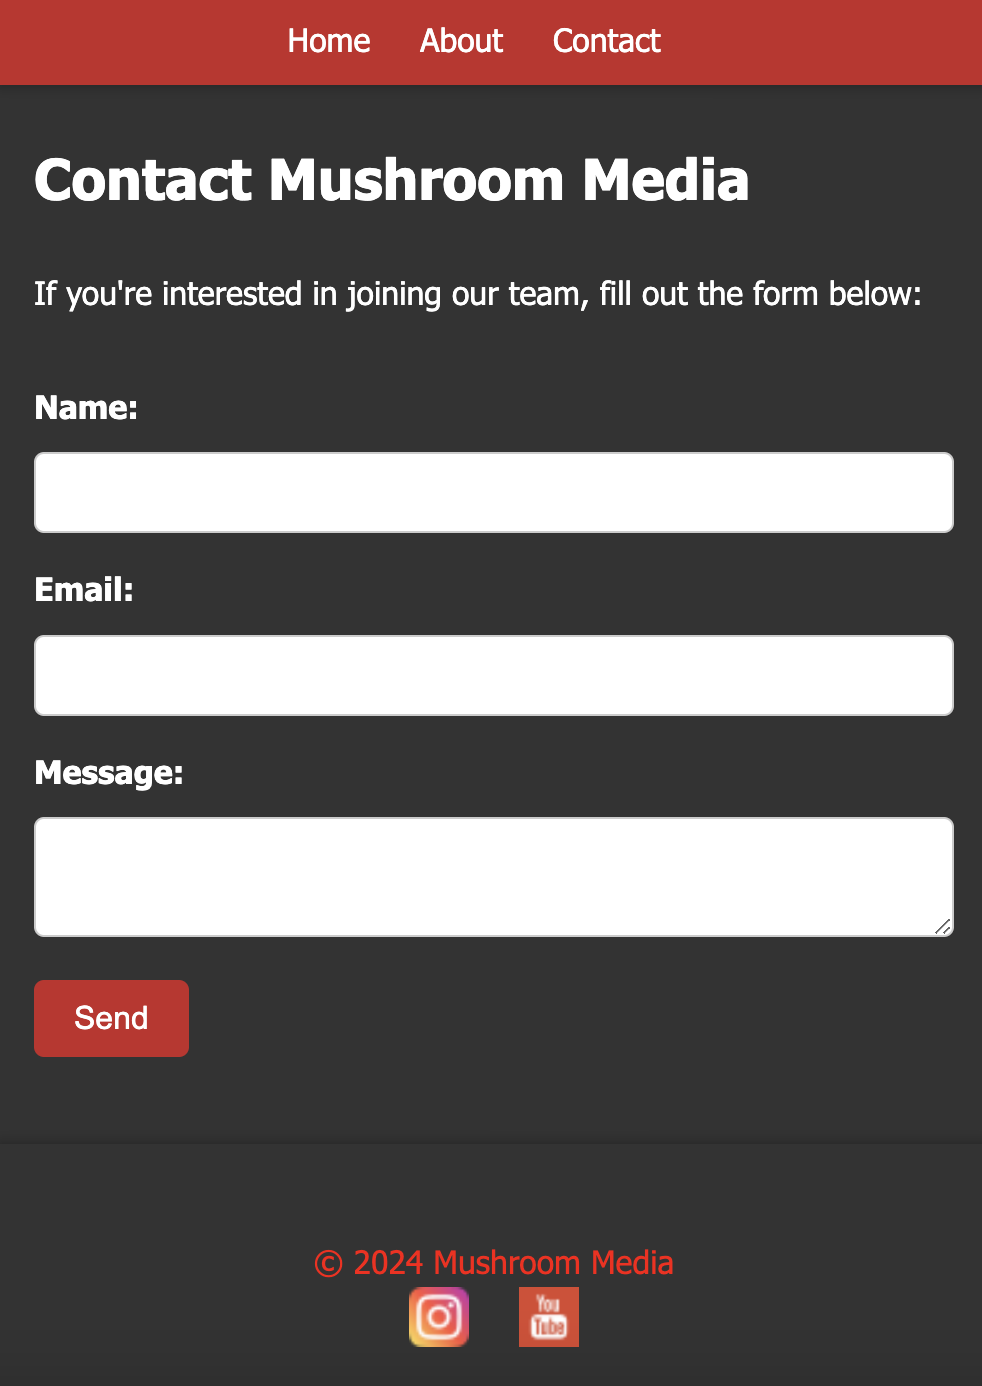 Home About Contact
Contact Mushroom Media
If you're interested in joining our team, fill out the form below:
Name:
Email:
Message:
Send
© 2024 Mushroom Media
You
Tube